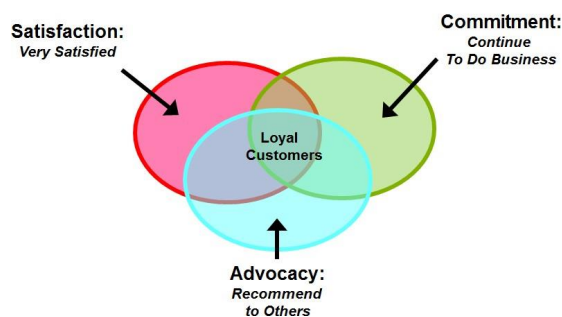 Satisfaction:
Very Satisfied
Commitment:
Continue
To Do Business
Loyal
Customers
Advocacy:
Recommend
to Others